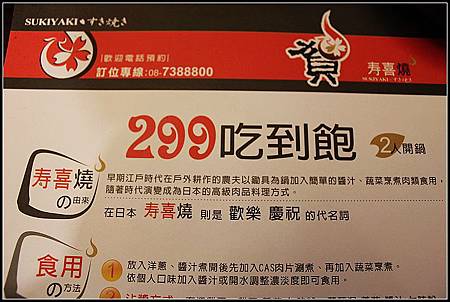 SUKIYAKI すき焼き
歡迎電話預約
訂位專線:08-7388800
賀
寿喜燒
SUKIYAKI すき焼き
299吃到飽
2人開鍋
寿喜燒
の由來
早期江戶時代在戶外耕作的農夫以鋤具為鍋加入簡單的醬汁、蔬菜烹煮肉類食用，
隨著時代演變成為日本的高級肉品料理方式。
在日本 寿喜燒 則是 歡樂 慶祝 的代名詞
食用
の方法
1 放入洋蔥、醬汁煮開後先加入CAS肉片涮煮、再加入蔬菜烹煮。
依個人口味加入醬汁或開水調整濃淡度即可食用。